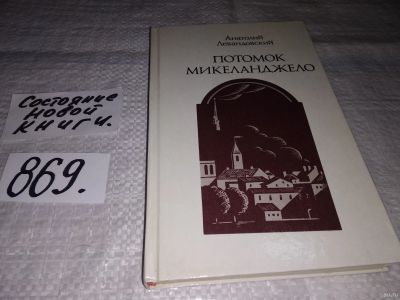 Состояние
новой
книги.
869.
Анатолий
Левандовский
ПОТОМОК
МИКЕЛАНДЖЕЛО